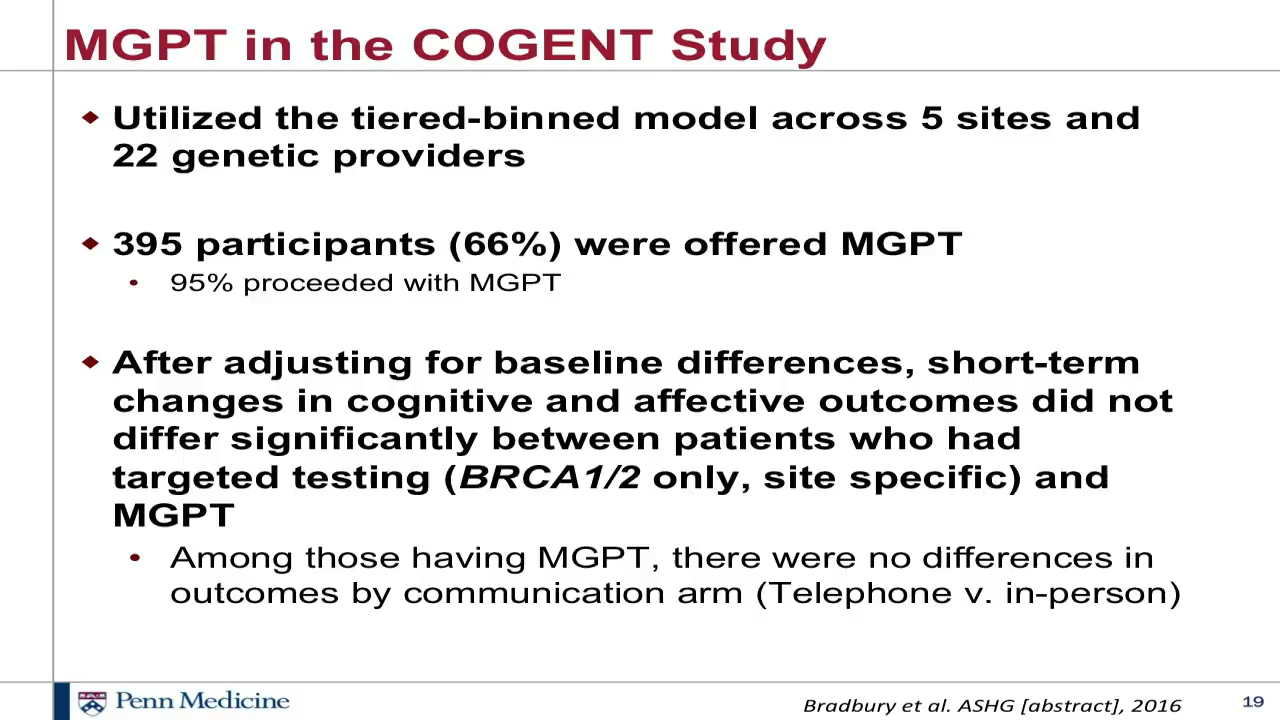 MGPT in the COGENT Study
◆ Utilized the tiered-binned model across 5 sites and
22 genetic providers
◆ 395 participants (66%) were offered MGPT
• 95% proceeded with MGPT
◆ After adjusting for baseline differences, short-term
changes in cognitive and affective outcomes did not
differ significantly between patients who had
targeted testing (BRCA1/2 only, site specific) and
MGPT
• Among those having MGPT, there were no differences in
outcomes by communication arm (Telephone v. in-person)
Penn Medicine
Bradbury et al. ASHG [abstract], 2016
19